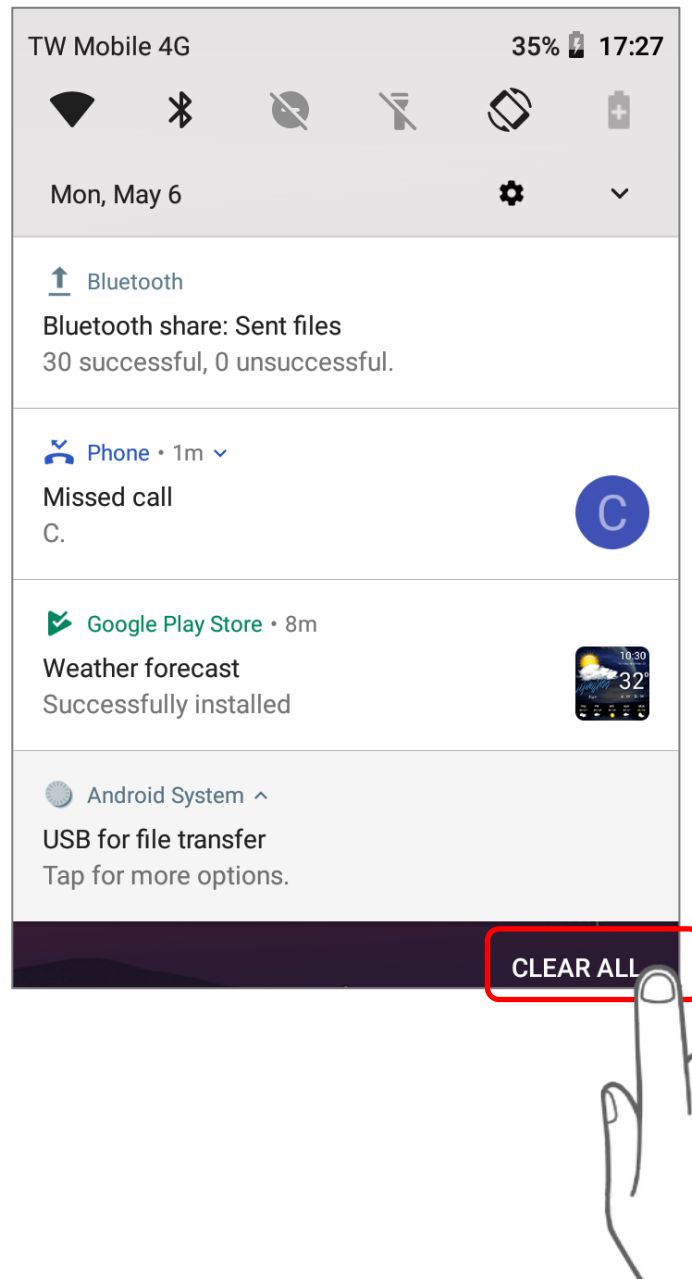 TW Mobile 4G 35% 17:27
Mon, May 6
Bluetooth
Bluetooth share: Sent files
30 successful, 0 unsuccessful.
Phone • 1m
Missed call
C.
C
Google Play Store • 8m
Weather forecast
Successfully installed
10:30
32°
Android System
USB for file transfer
Tap for more options.
CLEAR ALL